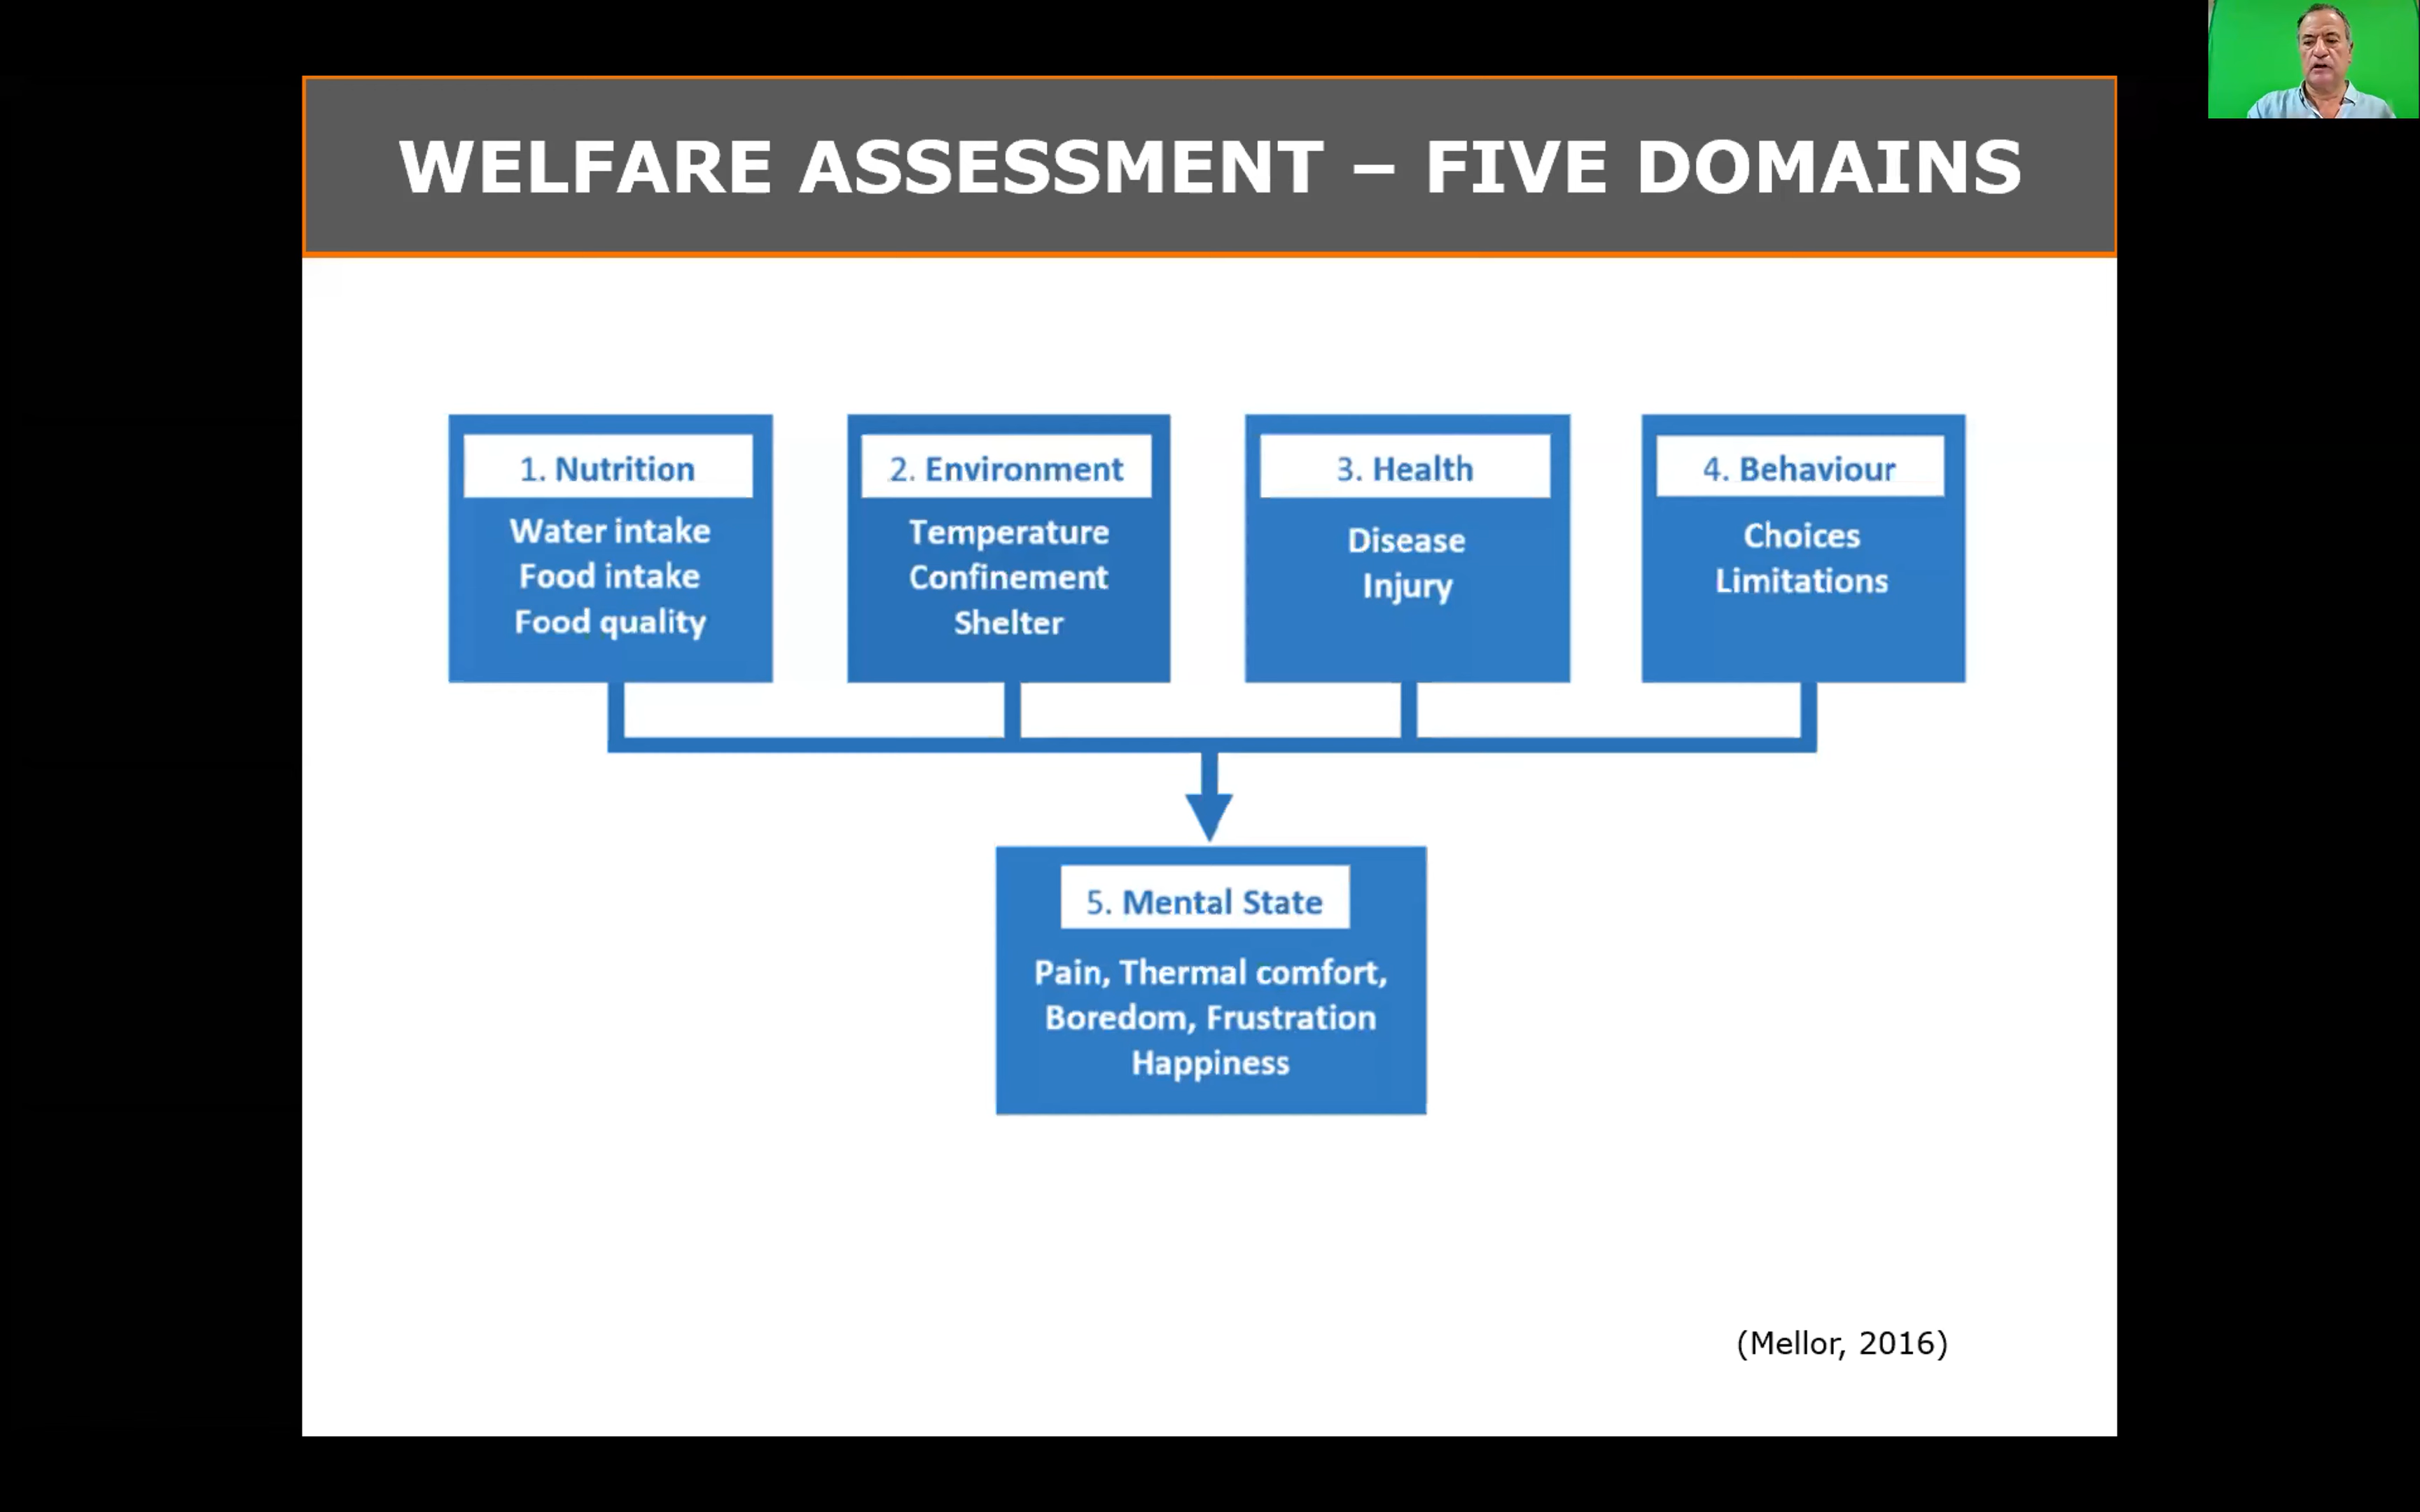 WELFARE ASSESSMENT – FIVE DOMAINS
1. Nutrition
Water intake
Food intake
Food quality
2. Environment
Temperature
Confinement
Shelter
3. Health
Disease
Injury
4. Behaviour
Choices
Limitations
5. Mental State
Pain, Thermal comfort,
Boredom, Frustration
Happiness
(Mellor, 2016)